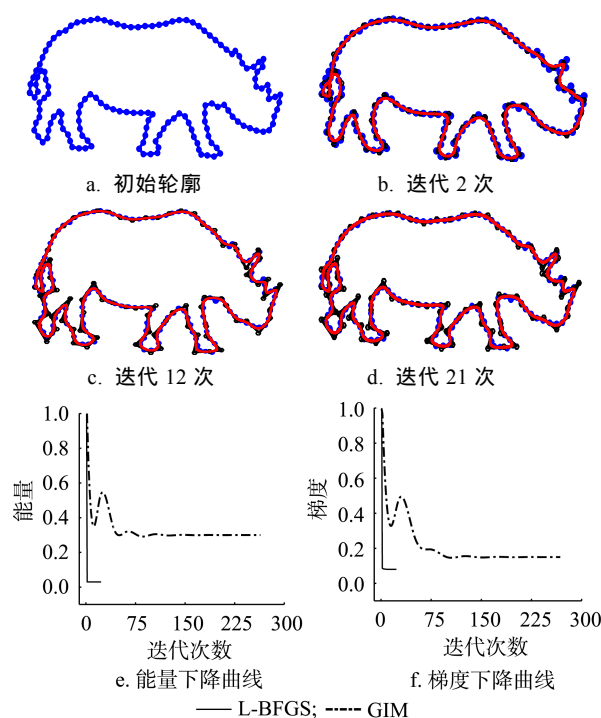 a. 初始轮廓
b. 迭代 2 次
c. 迭代 12 次
d. 迭代 21 次
1.0
0.8
0.6
0.4
0.2
0.0
能量
0 75 150 225 300
迭代次数
e. 能量下降曲线
1.0
0.8
0.6
0.4
0.2
0.0
梯度
0 75 150 225 300
迭代次数
f. 梯度下降曲线
L-BFGS; GIM